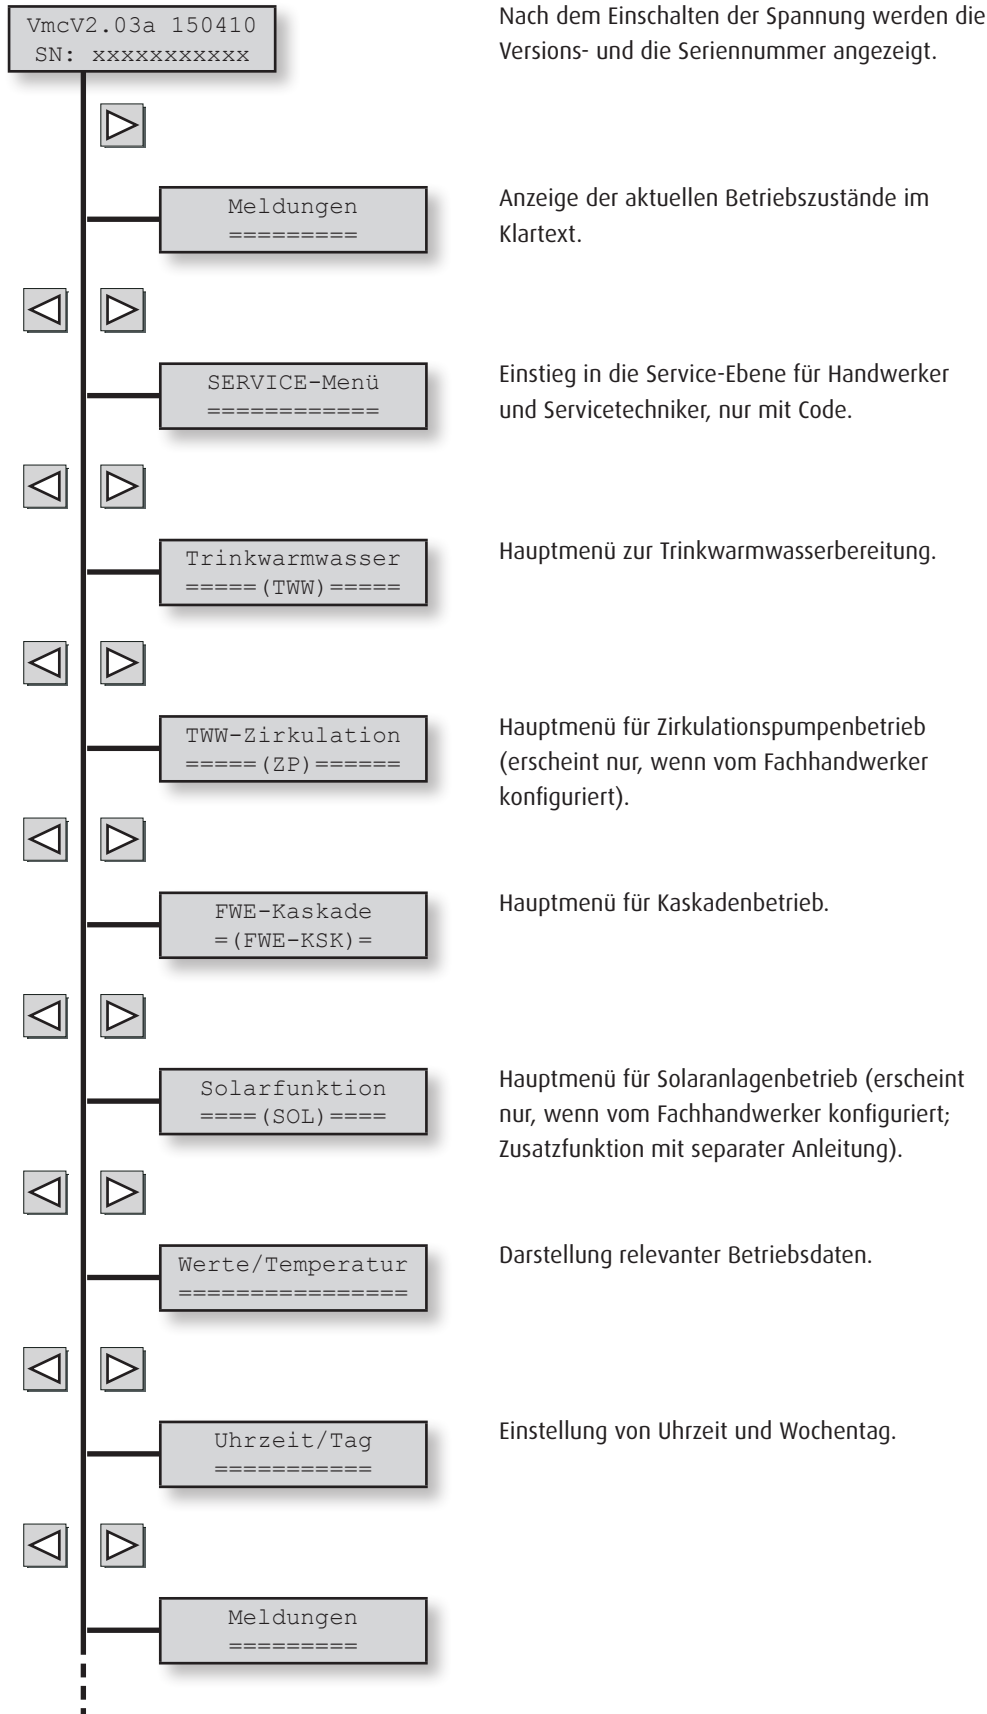 VmcV2.03a 150410
SN: xxxxxxxxxxx
Nach dem Einschalten der Spannung werden die
Versions- und die Seriennummer angezeigt.
Meldungen
=========
Anzeige der aktuellen Betriebszustände im
Klartext.
SERVICE-Menü
============
Einstieg in die Service-Ebene für Handwerker
und Servicetechniker, nur mit Code.
Trinkwarmwasser
=====(TWW)=====
Hauptmenü zur Trinkwarmwasserbereitung.
TWW-Zirkulation
=====(ZP)======
Hauptmenü für Zirkulationspumpenbetrieb
(erscheint nur, wenn vom Fachhandwerker
konfiguriert).
FWE-Kaskade
=(FWE-KSK)=
Hauptmenü für Kaskadenbetrieb.
Solarfunktion
====(SOL)====
Hauptmenü für Solaranlagenbetrieb (erscheint
nur, wenn vom Fachhandwerker konfiguriert;
Zusatzfunktion mit separater Anleitung).
Werte/Temperatur
================
Darstellung relevanter Betriebsdaten.
Uhrzeit/Tag
===========
Einstellung von Uhrzeit und Wochentag.
Meldungen
=========